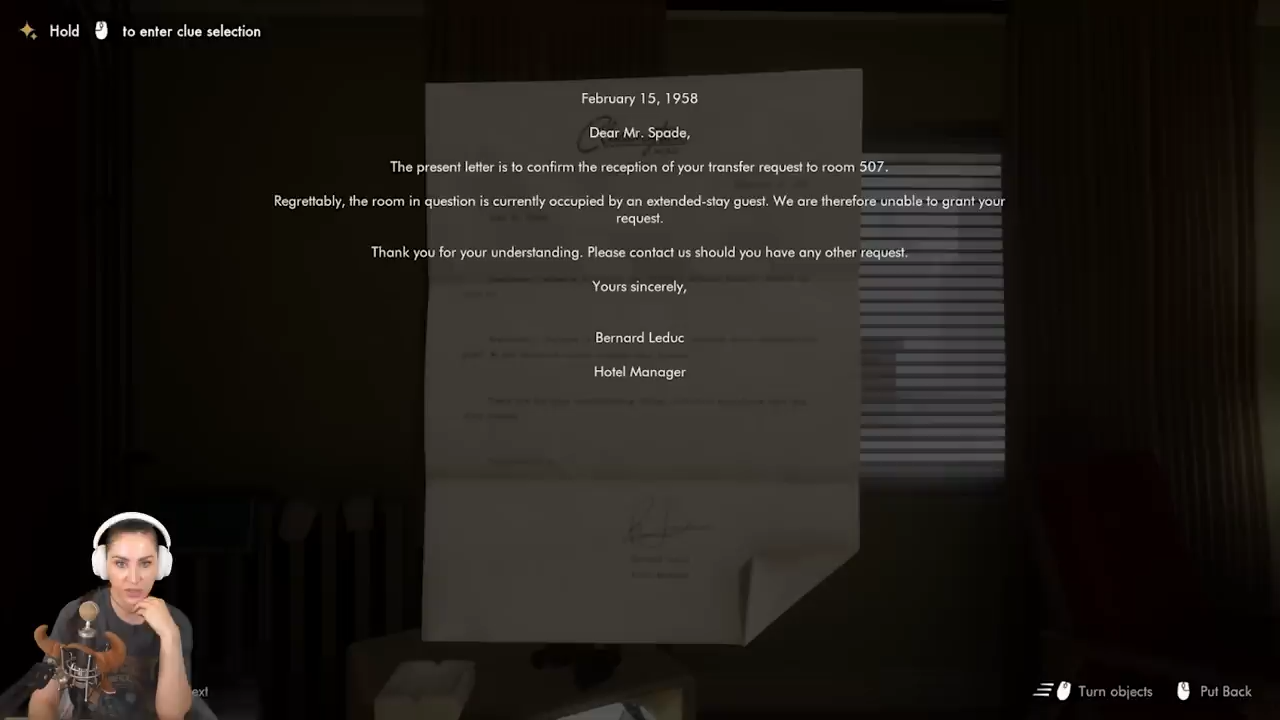 Hold to enter clue selection
February 15, 1958
Dear Mr. Spade,
The present letter is to confirm the reception of your transfer request to room 507.
Regrettably, the room in question is currently occupied by an extended-stay guest. We are therefore unable to grant your
request.
Thank you for your understanding. Please contact us should you have any other request.
Yours sincerely,
Bernard Leduc
Hotel Manager
Turn objects
Put Back